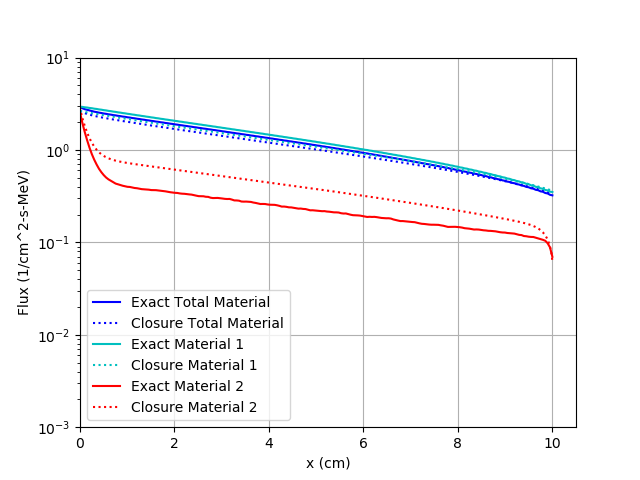 10^1
10^0
10^−1
10^−2
10^−3
Flux (1/cm^2-s-MeV)
Exact Total Material
Closure Total Material
Exact Material 1
Closure Material 1
Exact Material 2
Closure Material 2
0 2 4 6 8 10
x (cm)